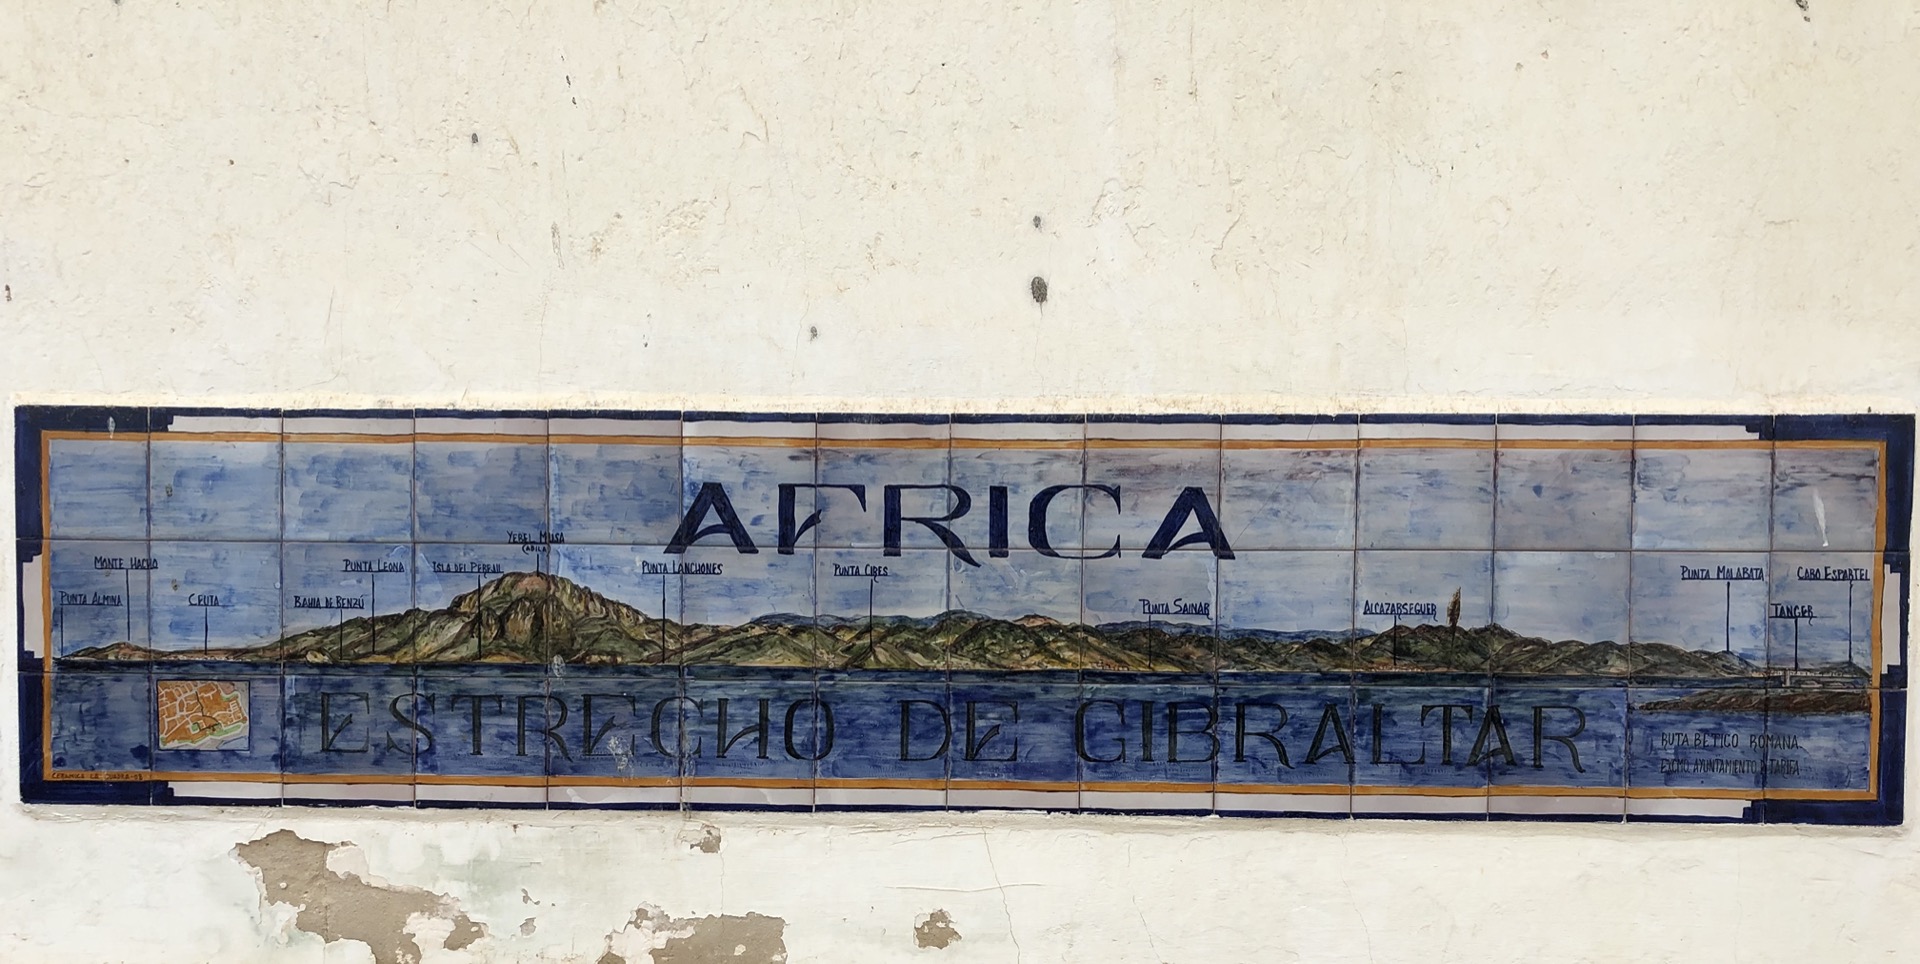 AFRICA
YEBEL MUSA
(ABILA)
MONTE HACHO
PUNTA LEONA
ISLA DEL PEREJIL
PUNTA LANCHONES
PUNTA CIRES
PUNTA MALABATA
CABO ESPARTEL
PUNTA ALMINA
CEUTA
BAHIA DE BENZÚ
PUNTA SAINAR
ALCAZARSEGUER
TANGER
ESTRECHO DE GIBRALTAR
RUTA BETICO ROMANA.
EXCMO. AYUNTAMIENTO TARIFA
CERAMICA LA